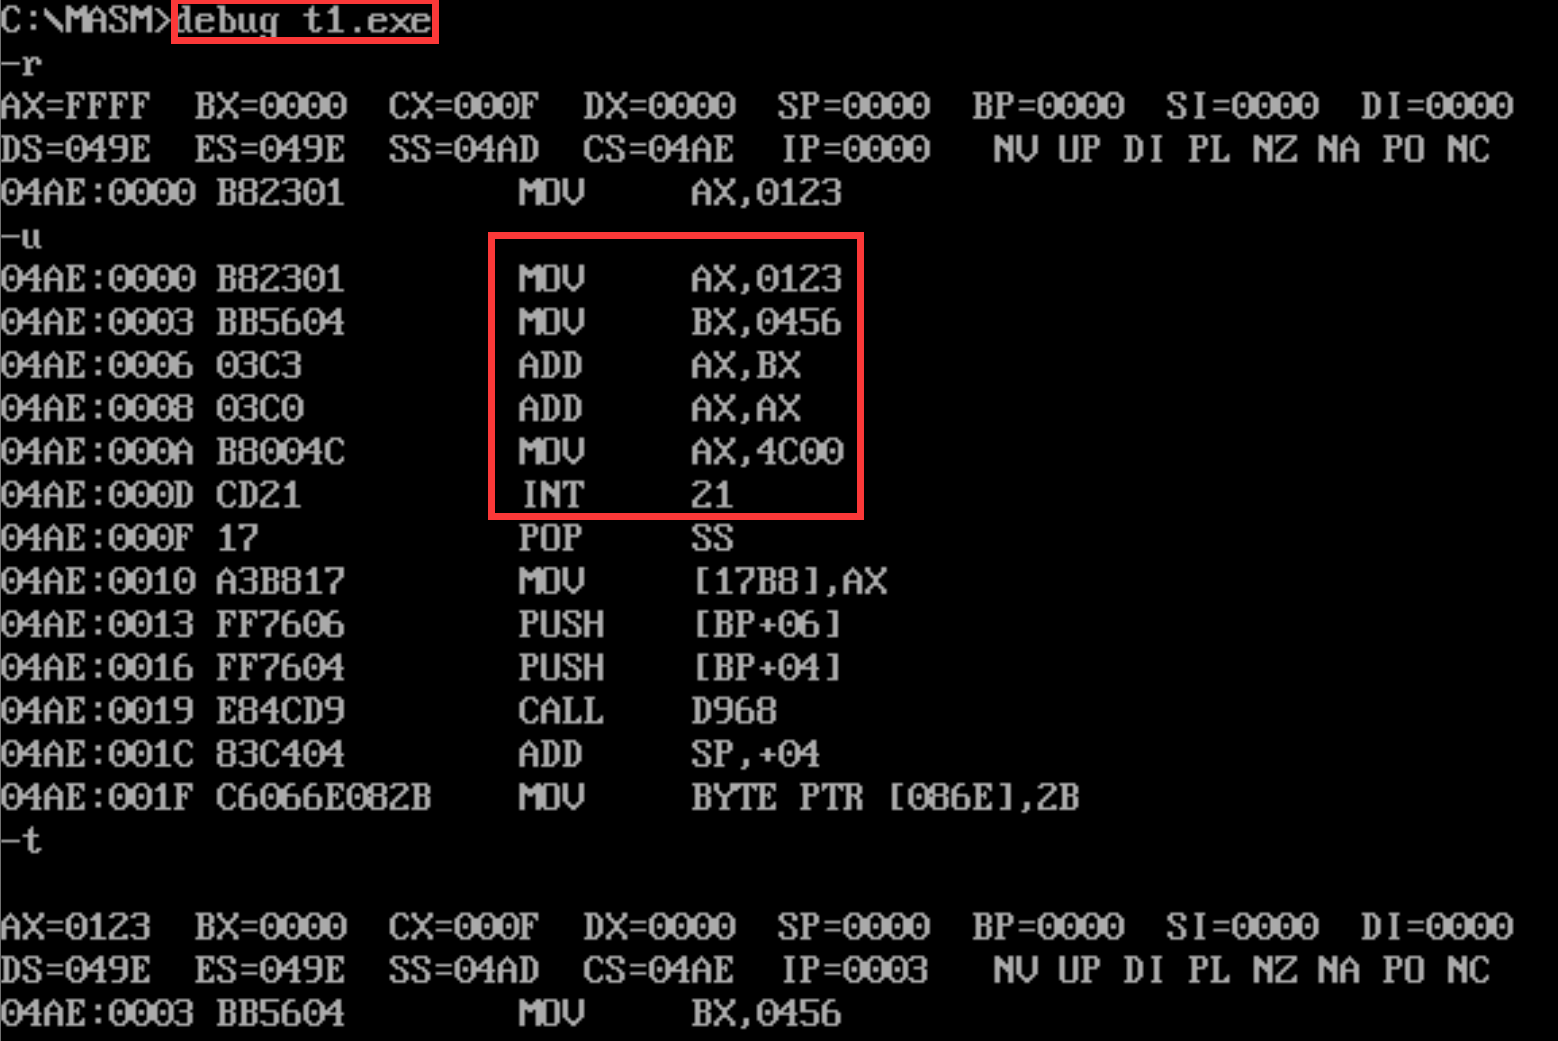 C:\MASM>debug t1.exe
-r
AX=FFFF  BX=0000  CX=000F  DX=0000  SP=0000  BP=0000  SI=0000  DI=0000
DS=049E  ES=049E  SS=04AD  CS=04AE  IP=0000   NV UP DI PL NZ NA PO NC
04AE:0000 B82301        MOV     AX,0123
-u
04AE:0000 B82301        MOV     AX,0123
04AE:0003 BB5604        MOV     BX,0456
04AE:0006 03C3          ADD     AX,BX
04AE:0008 03C0          ADD     AX,AX
04AE:000A B8004C        MOV     AX,4C00
04AE:000D CD21          INT     21
04AE:000F 17            POP     SS
04AE:0010 A3B817        MOV     [17B8],AX
04AE:0013 FF7606        PUSH    [BP+06]
04AE:0016 FF7604        PUSH    [BP+04]
04AE:0019 E84CD9        CALL    D968
04AE:001C 83C404        ADD     SP,+04
04AE:001F C6066E082B    MOV     BYTE PTR [086E],2B
-t
AX=0123  BX=0000  CX=000F  DX=0000  SP=0000  BP=0000  SI=0000  DI=0000
DS=049E  ES=049E  SS=04AD  CS=04AE  IP=0003   NV UP DI PL NZ NA PO NC
04AE:0003 BB5604        MOV     BX,0456